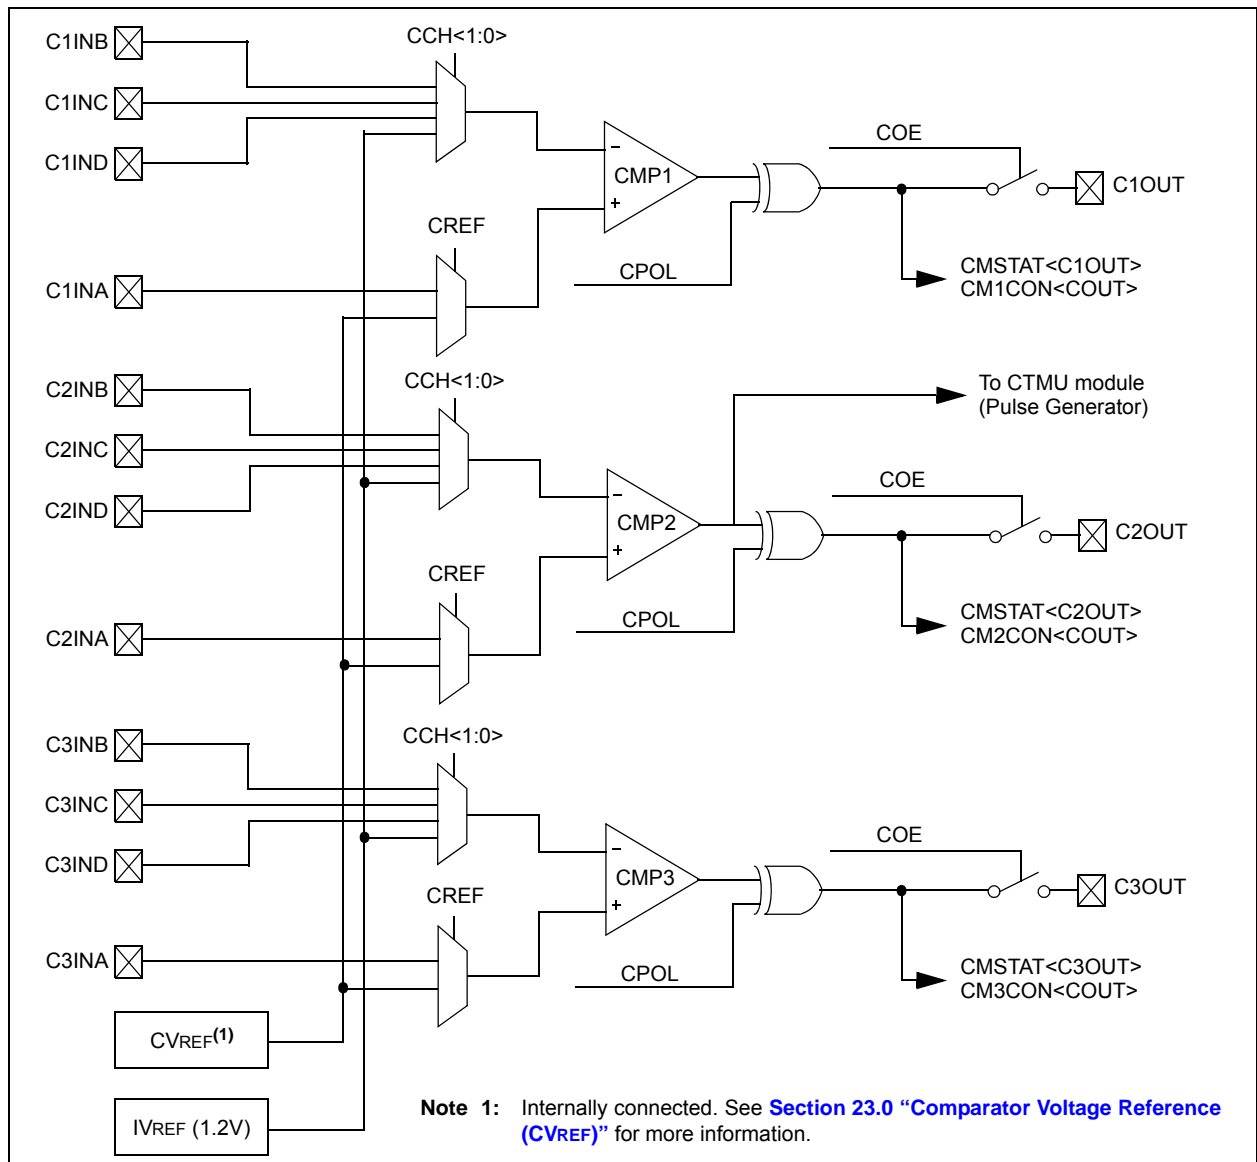 C1INB
CCH<1:0>
C1INC
C1IND
COE
CMP1
C1OUT
-
+
CREF
CPOL
CMSTAT<C1OUT>
CM1CON<COUT>
C1INA
C2INB
CCH<1:0>
To CTMU module
(Pulse Generator)
C2INC
C2IND
COE
-
CMP2
+
C2OUT
CREF
CPOL
CMSTAT<C2OUT>
CM2CON<COUT>
C2INA
C3INB
CCH<1:0>
C3INC
C3IND
COE
-
CMP3
+
C3OUT
CREF
CPOL
CMSTAT<C3OUT>
CM3CON<COUT>
C3INA
CVREF(1)
IVREF (1.2V)
Note 1: Internally connected. See Section 23.0 “Comparator Voltage Reference
(CVREF)” for more information.